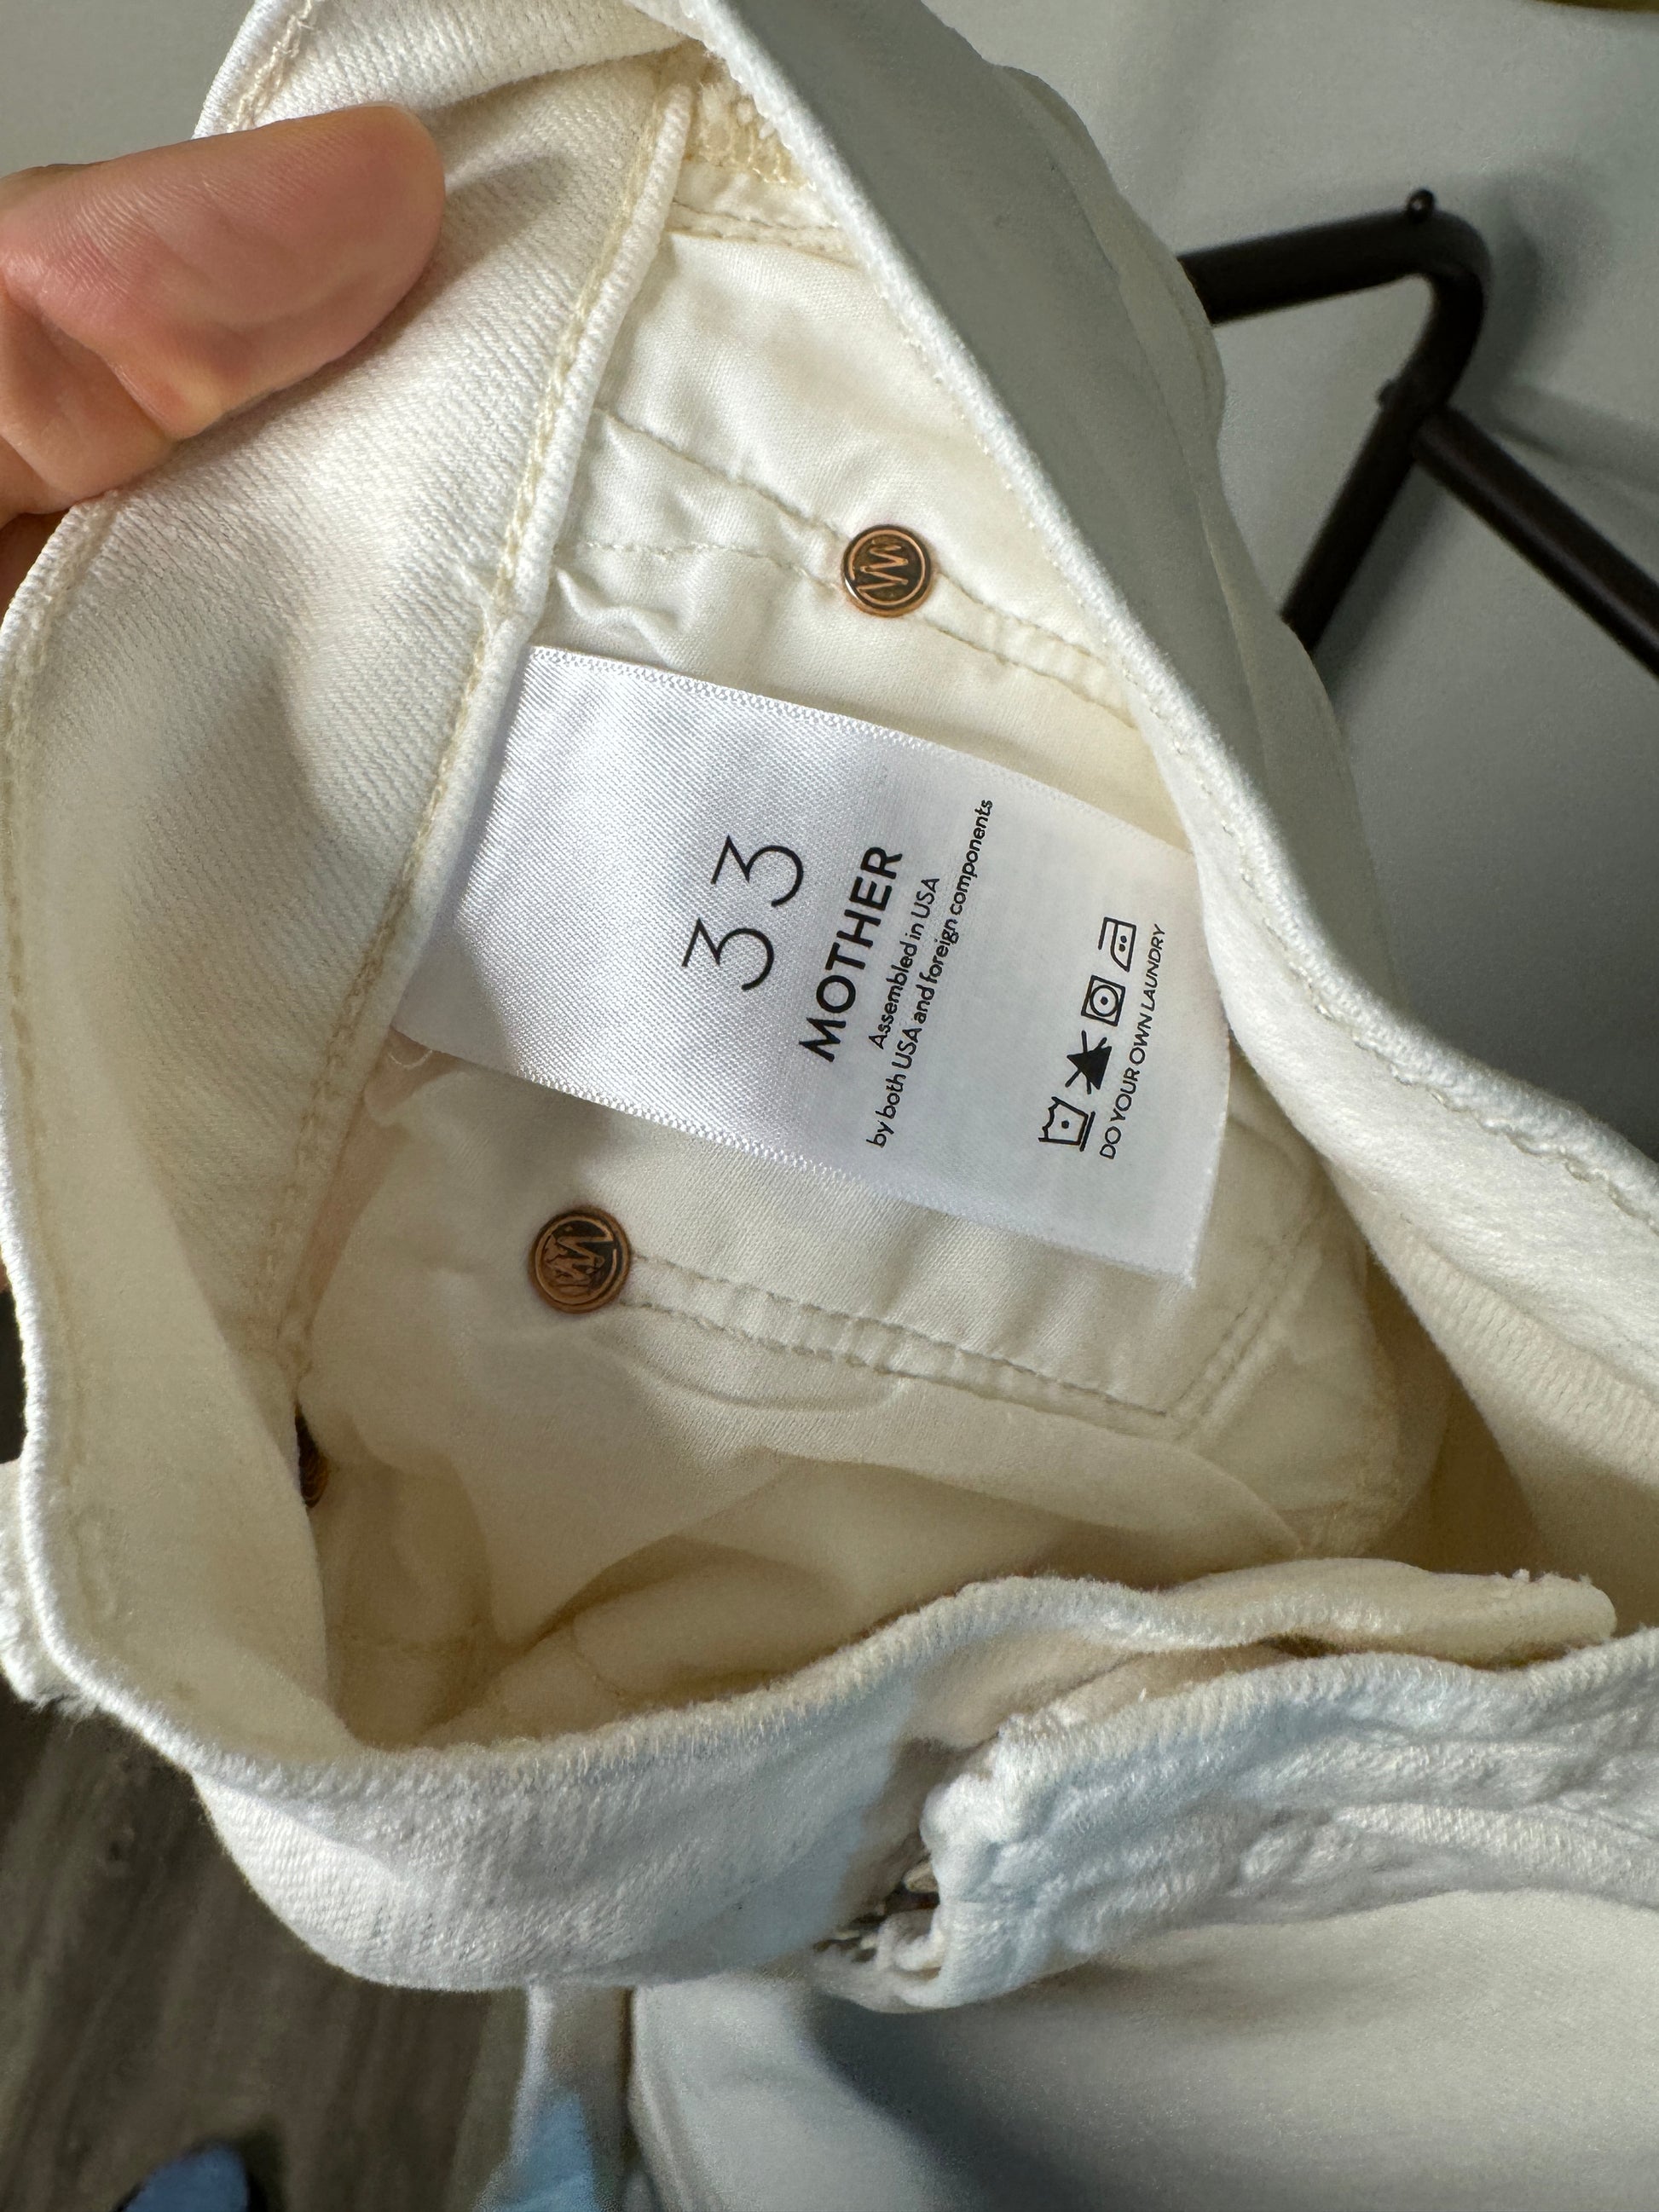 33
MOTHER
Assembled in USA
by both USA and foreign components
DO YOUR OWN LAUNDRY